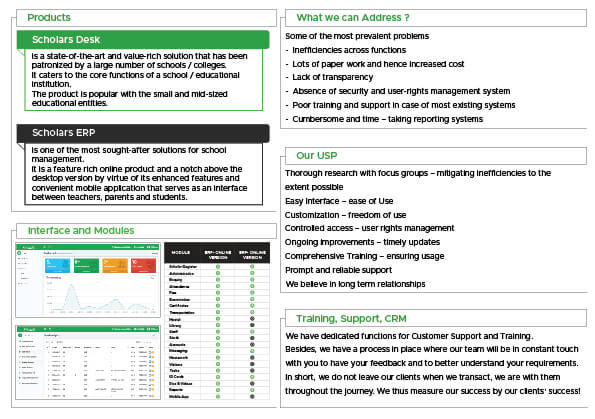 Products
Scholars Desk
Is a state-of-the-art and value-rich solution that has been
patronized by a large number of schools / colleges.
It caters to the core functions of a school / educational
institution.
The product is popular with the small and mid-sized
educational entities.
Scholars ERP
Is one of the most sought-after solutions for school
management.
It is a feature rich online product and a notch above the
desktop version by virtue of its enhanced features and
convenient mobile application that serves as an interface
between teachers, parents and students.
Interface and Modules
MODULE
ERP- ONLINE VERSION
ERP- ONLINE VERSION
Scholar Register
Administrator
Enquiry
Attendance
Fee
Examination
Certificates
Transportation
Hostel
Library
Staff
Stock
Accounts
Messaging
Homework
Visitors
Tasks
ID Cards
Pics & Videos
Reports
Mobile App
What we can Address ?
Some of the most prevalent problems
- Inefficiencies across functions
- Lots of paper work and hence increased cost
- Lack of transparency
- Absence of security and user-rights management system
- Poor training and support in case of most existing systems
- Cumbersome and time – taking reporting systems
Our USP
Thorough research with focus groups – mitigating inefficiencies to the
extent possible
Easy Interface – ease of Use
Customization – freedom of use
Controlled access – user rights management
Ongoing improvements – timely updates
Comprehensive Training – ensuring usage
Prompt and reliable support
We believe in long term relationships
Training, Support, CRM
We have dedicated functions for Customer Support and Training.
Besides, we have a process in place where our team will be in constant touch
with you to have your feedback and to better understand your requirements.
In short, we do not leave our clients when we transact, we are with them
throughout the journey. We thus measure our success by our clients' success!